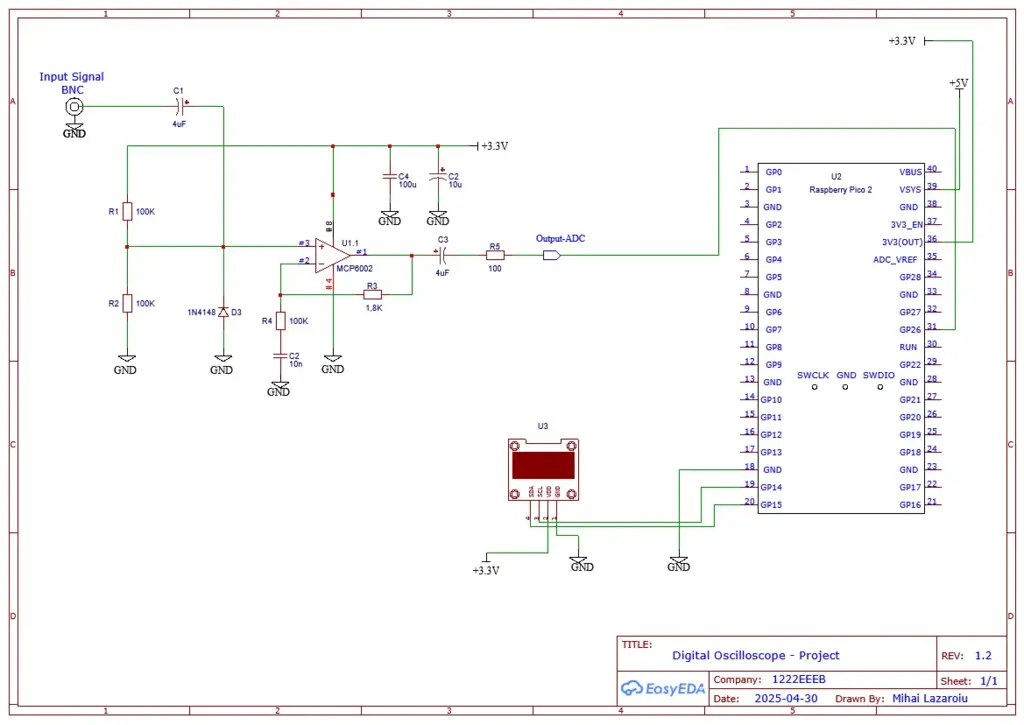 1 2 3 4 5
A A
B B
C C
D D
1 2 3 4 5
Input Signal
BNC
GND
C1
4uF
+3.3V
R1 100K
R2 100K
GND
1N4148 D3
GND
#3
#2
#8
#4
#1
U1.1
MCP6002
GND
R4 100K
C2
10n
GND
R3
1,8K
C4
100u
GND
C2
10u
GND
C3
4uF
R5
100
Output-ADC
+3.3V
+5V
U2
Raspberry Pico 2
1 GP0
2 GP1
3 GND
4 GP2
5 GP3
6 GP4
7 GP5
8 GND
9 GP6
10 GP7
11 GP8
12 GP9
13 GND
14 GP10
15 GP11
16 GP12
17 GP13
18 GND
19 GP14
20 GP15
VBUS 40
VSYS 39
GND 38
3V3_EN 37
3V3(OUT) 36
ADC_VREF 35
GP28 34
GND 33
GP27 32
GP26 31
RUN 30
GP22 29
GND 28
GP21 27
GP20 26
GP19 25
GP18 24
GND 23
GP17 22
GP16 21
SWCLK GND SWDIO
U3
SDA SCL VDD GND
4 3 2 1
+3.3V
GND
GND
TITLE:
Digital Oscilloscope - Project
REV: 1.2
EasyEDA
Company: 1222EEEB
Sheet: 1/1
Date: 2025-04-30 Drawn By: Mihai Lazaroiu